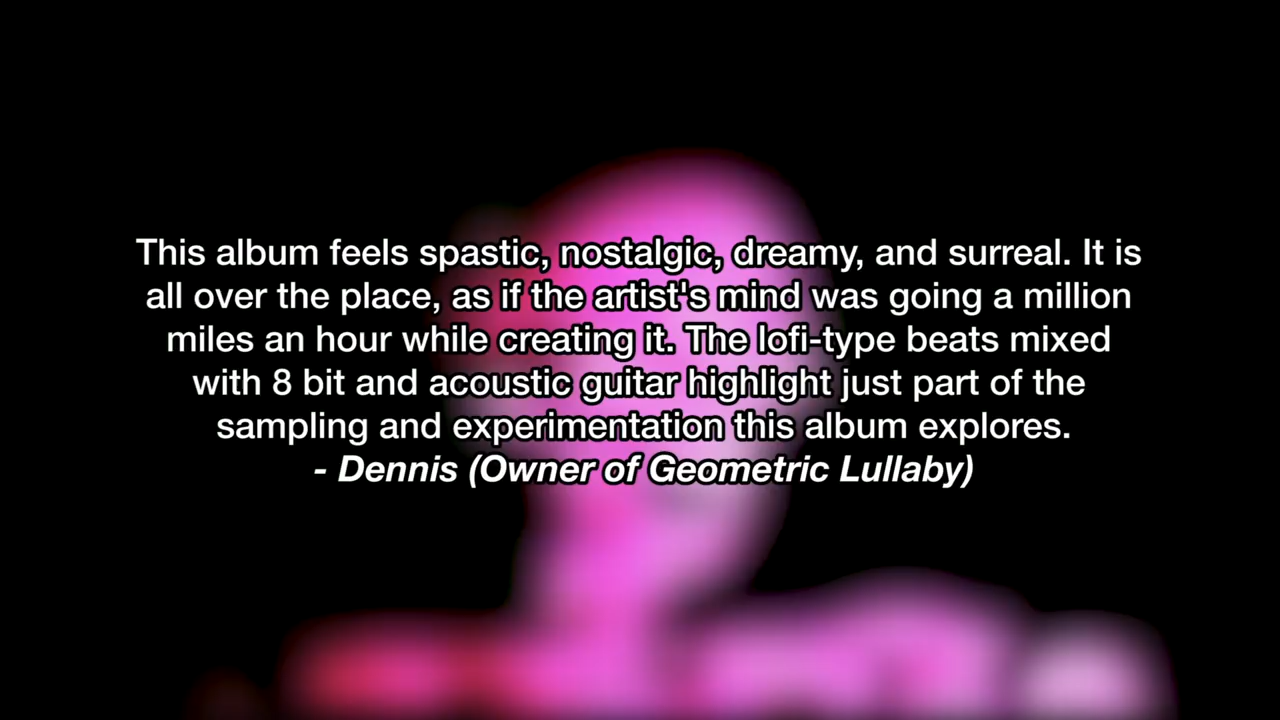 This album feels spastic, nostalgic, dreamy, and surreal. It is
all over the place, as if the artist's mind was going a million
miles an hour while creating it. The lofi-type beats mixed
with 8 bit and acoustic guitar highlight just part of the
sampling and experimentation this album explores.
- Dennis (Owner of Geometric Lullaby)